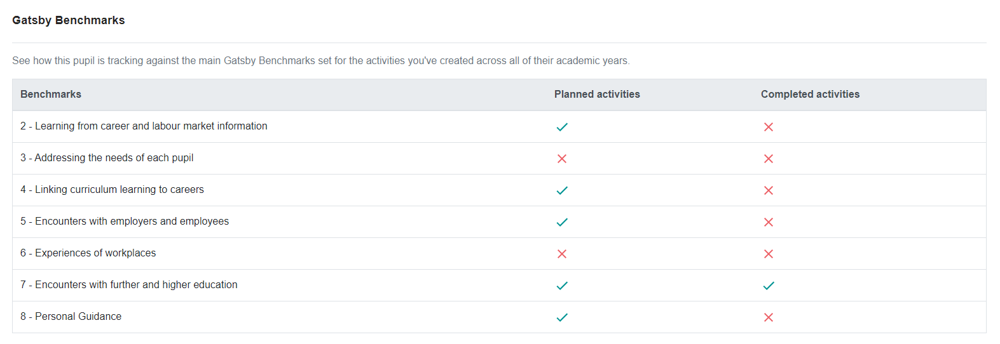 Gatsby Benchmarks
See how this pupil is tracking against the main Gatsby Benchmarks set for the activities you've created across all of their academic years.
Benchmarks Planned activities Completed activities
2 - Learning from career and labour market information
3 - Addressing the needs of each pupil
4 - Linking curriculum learning to careers
5 - Encounters with employers and employees
6 - Experiences of workplaces
7 - Encounters with further and higher education
8 - Personal Guidance